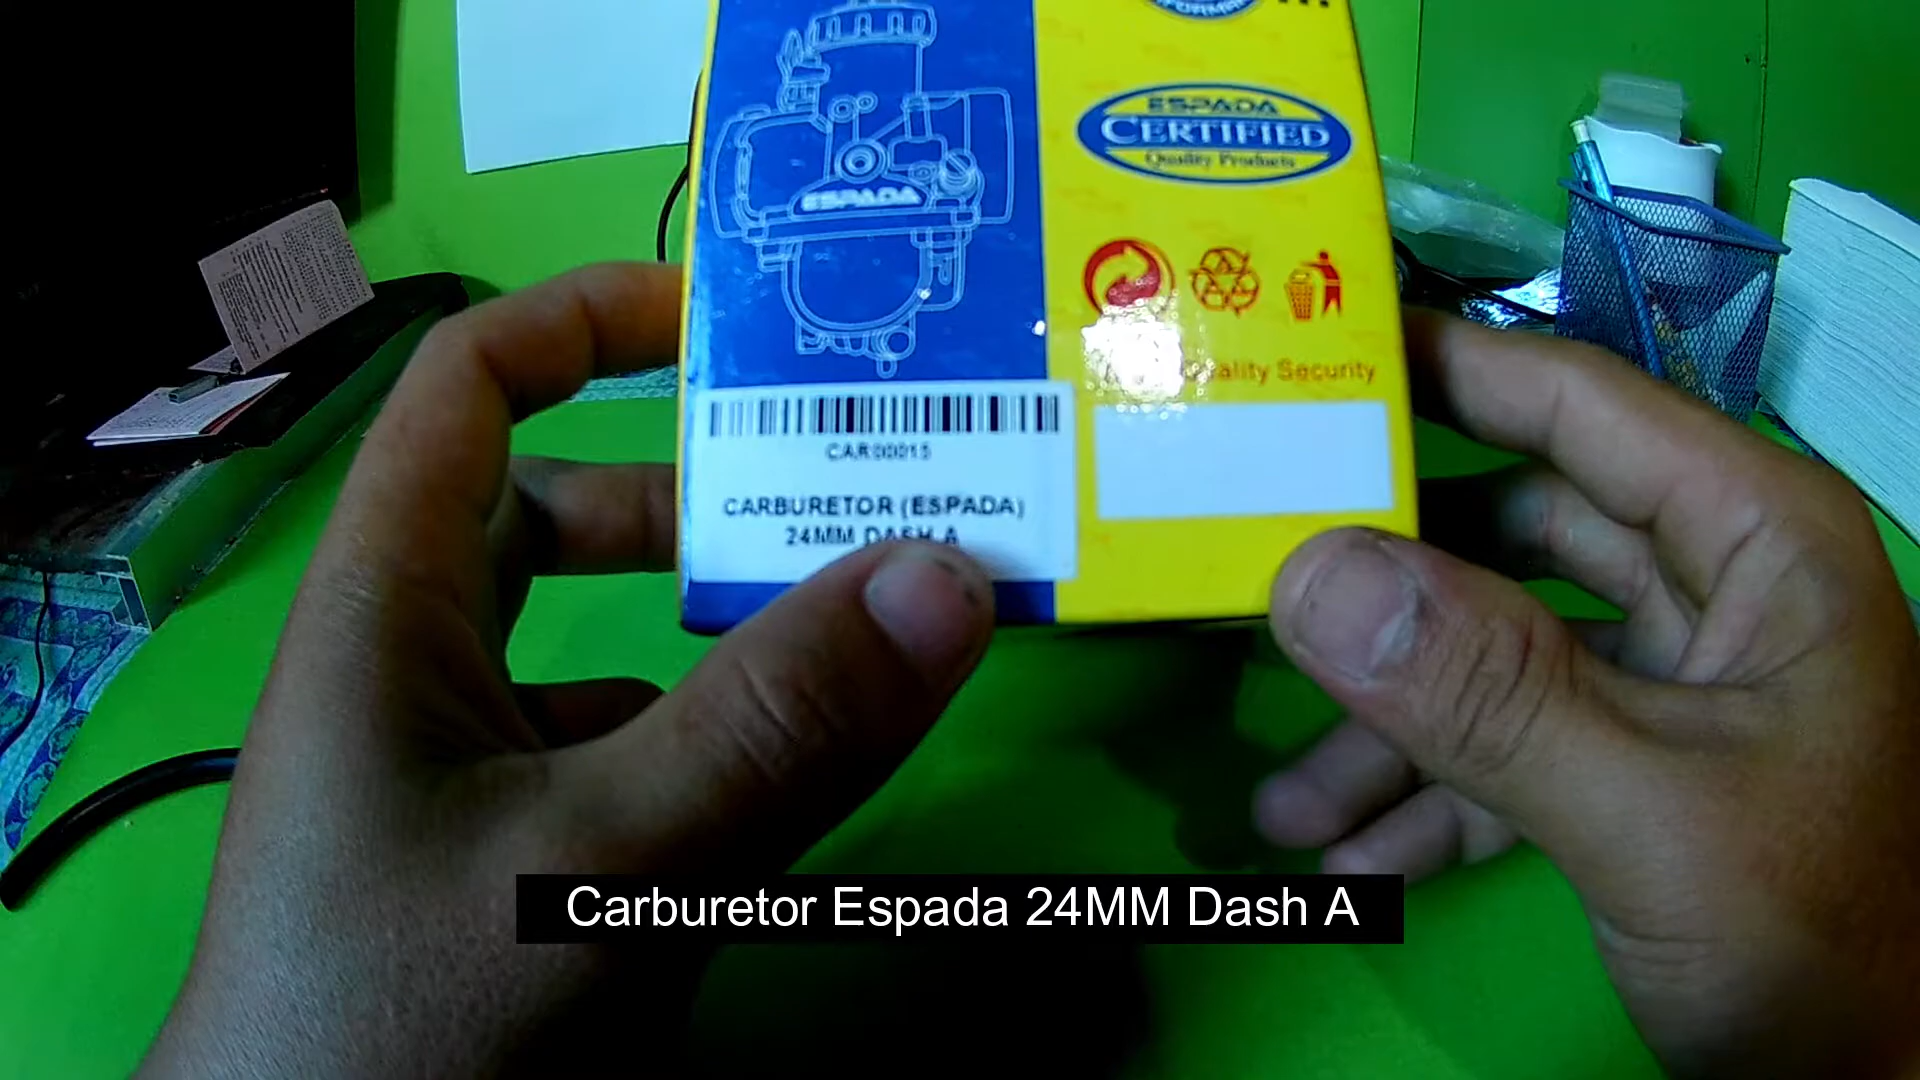 ESPADA
CERTIFIED
Quality Products
ESPADA
Quality Security
CAR00015
CARBURETOR (ESPADA)
24MM DASH A
Carburetor Espada 24MM Dash A